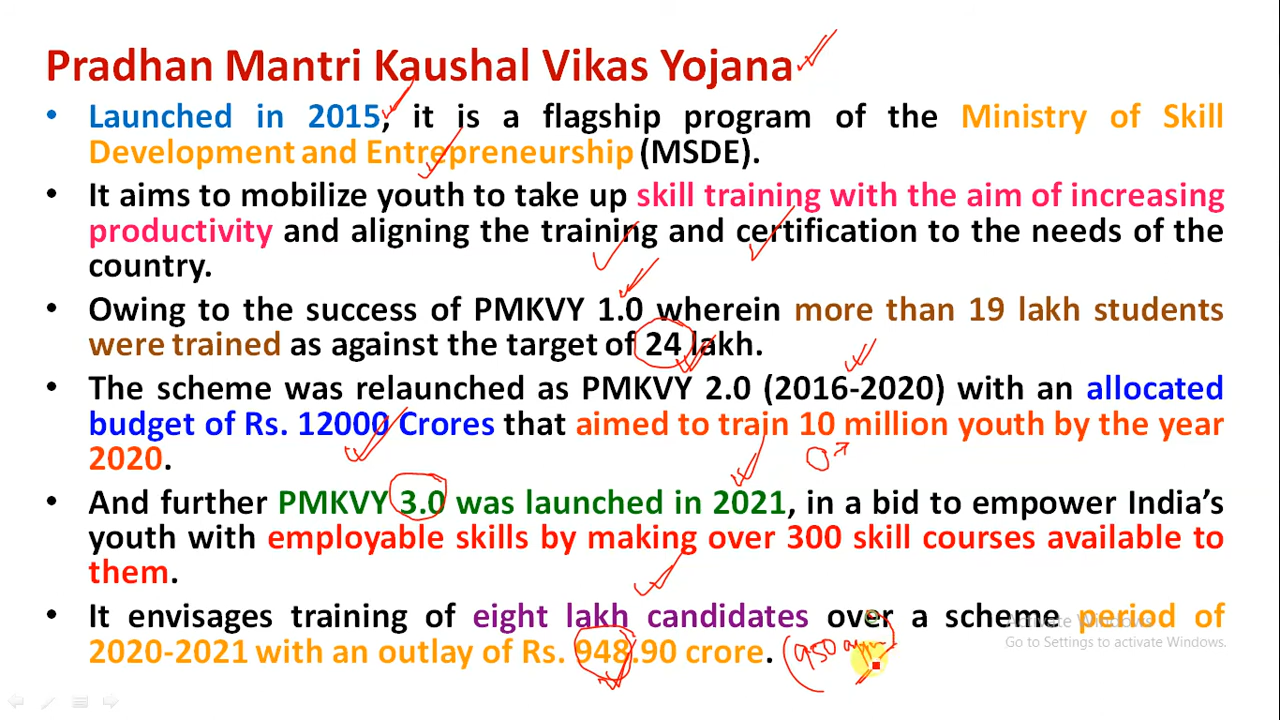 Pradhan Mantri Kaushal Vikas Yojana
• Launched in 2015, it is a flagship program of the Ministry of Skill
Development and Entrepreneurship (MSDE).
• It aims to mobilize youth to take up skill training with the aim of increasing
productivity and aligning the training and certification to the needs of the
country.
• Owing to the success of PMKVY 1.0 wherein more than 19 lakh students
were trained as against the target of 24 lakh.
• The scheme was relaunched as PMKVY 2.0 (2016-2020) with an allocated
budget of Rs. 12000 Crores that aimed to train 10 million youth by the year
2020.
• And further PMKVY 3.0 was launched in 2021, in a bid to empower India's
youth with employable skills by making over 300 skill courses available to
them.
• It envisages training of eight lakh candidates over a scheme period of
2020-2021 with an outlay of Rs. 948.90 crore. (950
Activate Windows
Go to Settings to activate Windows.